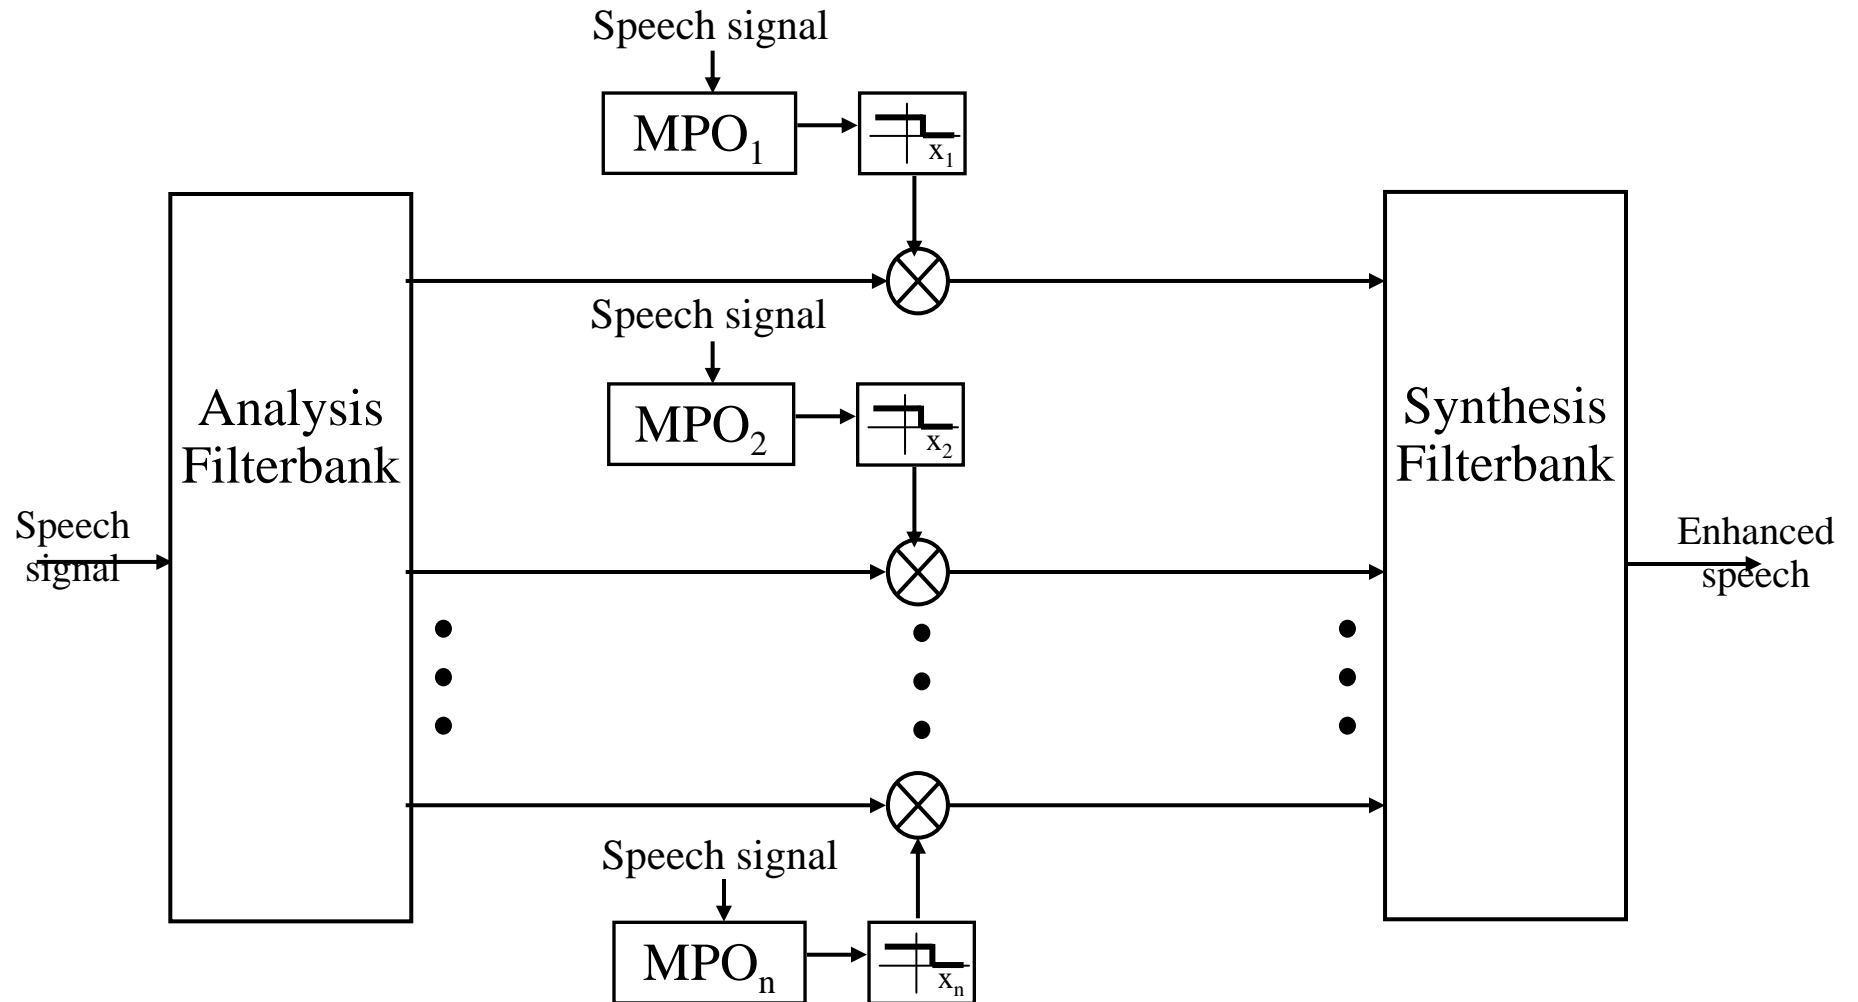 Speech signal
MPO1
x1
Speech signal
MPO2
x2
Analysis
Filterbank
Synthesis
Filterbank
Speech
signal
Enhanced
speech
Speech signal
MPOn
xn